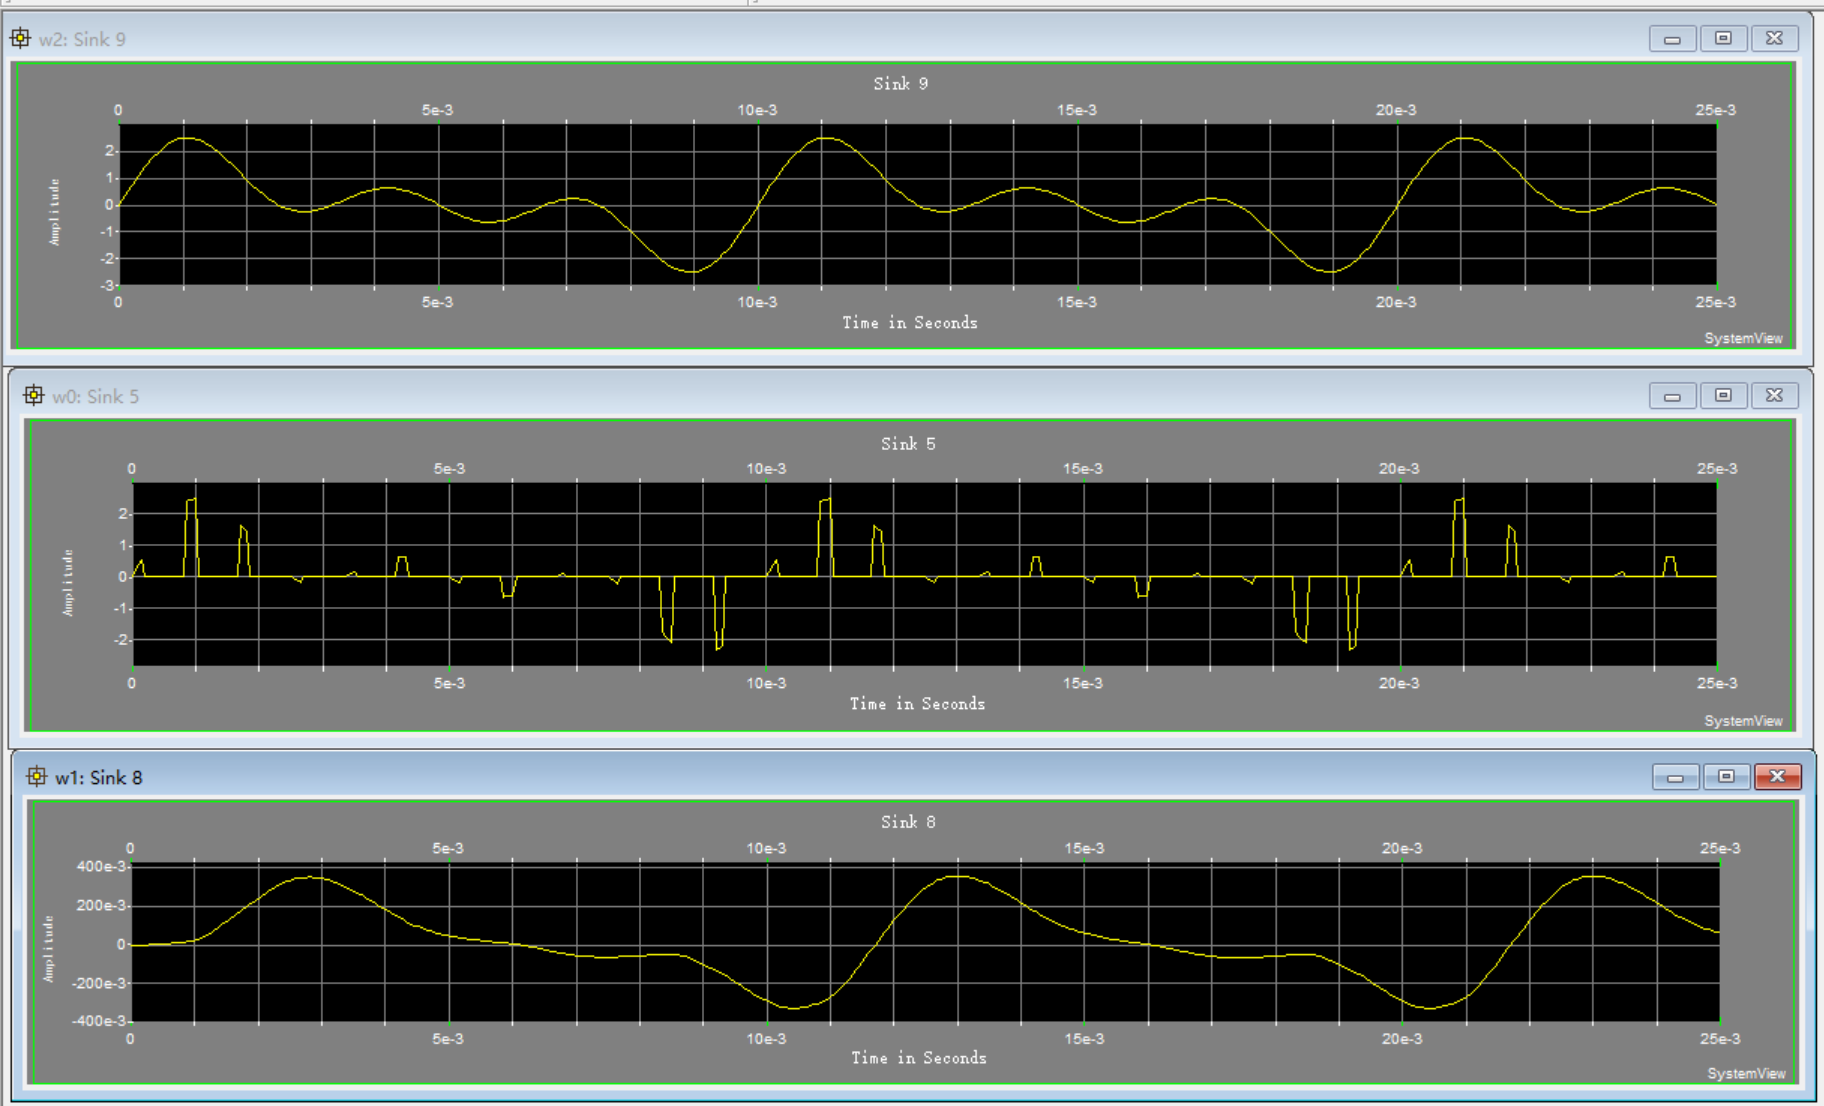 w2: Sink 9
Sink 9
0 5e-3 10e-3 15e-3 20e-3 25e-3
2
1
0
-1
-2
-3
Amplitude
0 5e-3 10e-3 15e-3 20e-3 25e-3
Time in Seconds
SystemView
w0: Sink 5
Sink 5
0 5e-3 10e-3 15e-3 20e-3 25e-3
2
1
0
-1
-2
Amplitude
0 5e-3 10e-3 15e-3 20e-3 25e-3
Time in Seconds
SystemView
w1: Sink 8
Sink 8
0 5e-3 10e-3 15e-3 20e-3 25e-3
400e-3
200e-3
0
-200e-3
-400e-3
Amplitude
0 5e-3 10e-3 15e-3 20e-3 25e-3
Time in Seconds
SystemView